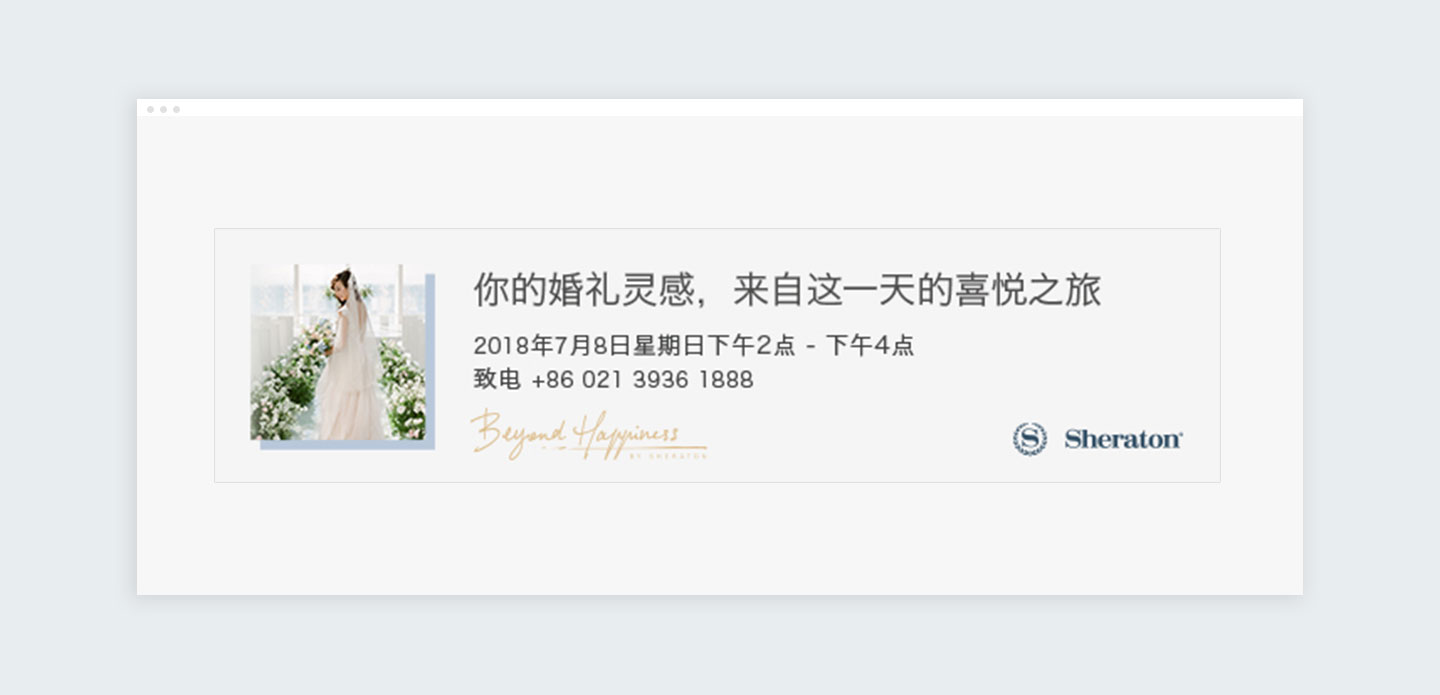 你的婚礼灵感，来自这一天的喜悦之旅
2018年7月8日星期日下午2点 - 下午4点
致电 +86 021 3936 1888
Beyond Happiness
BY SHERATON
S Sheraton